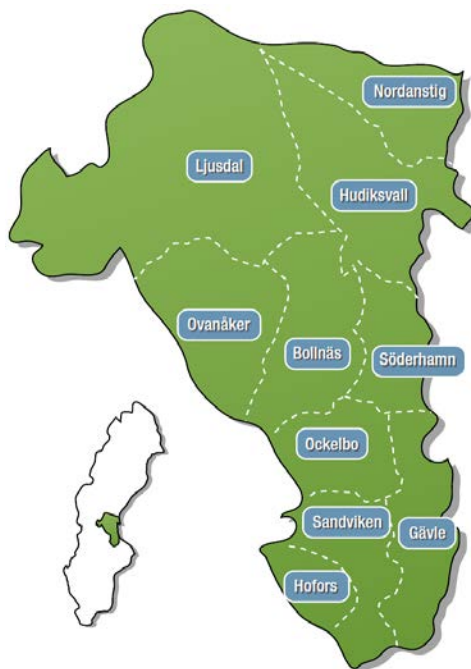 Nordanstig
Ljusdal
Hudiksvall
Ovanåker
Bollnäs
Söderhamn
Ockelbo
Sandviken
Gävle
Hofors